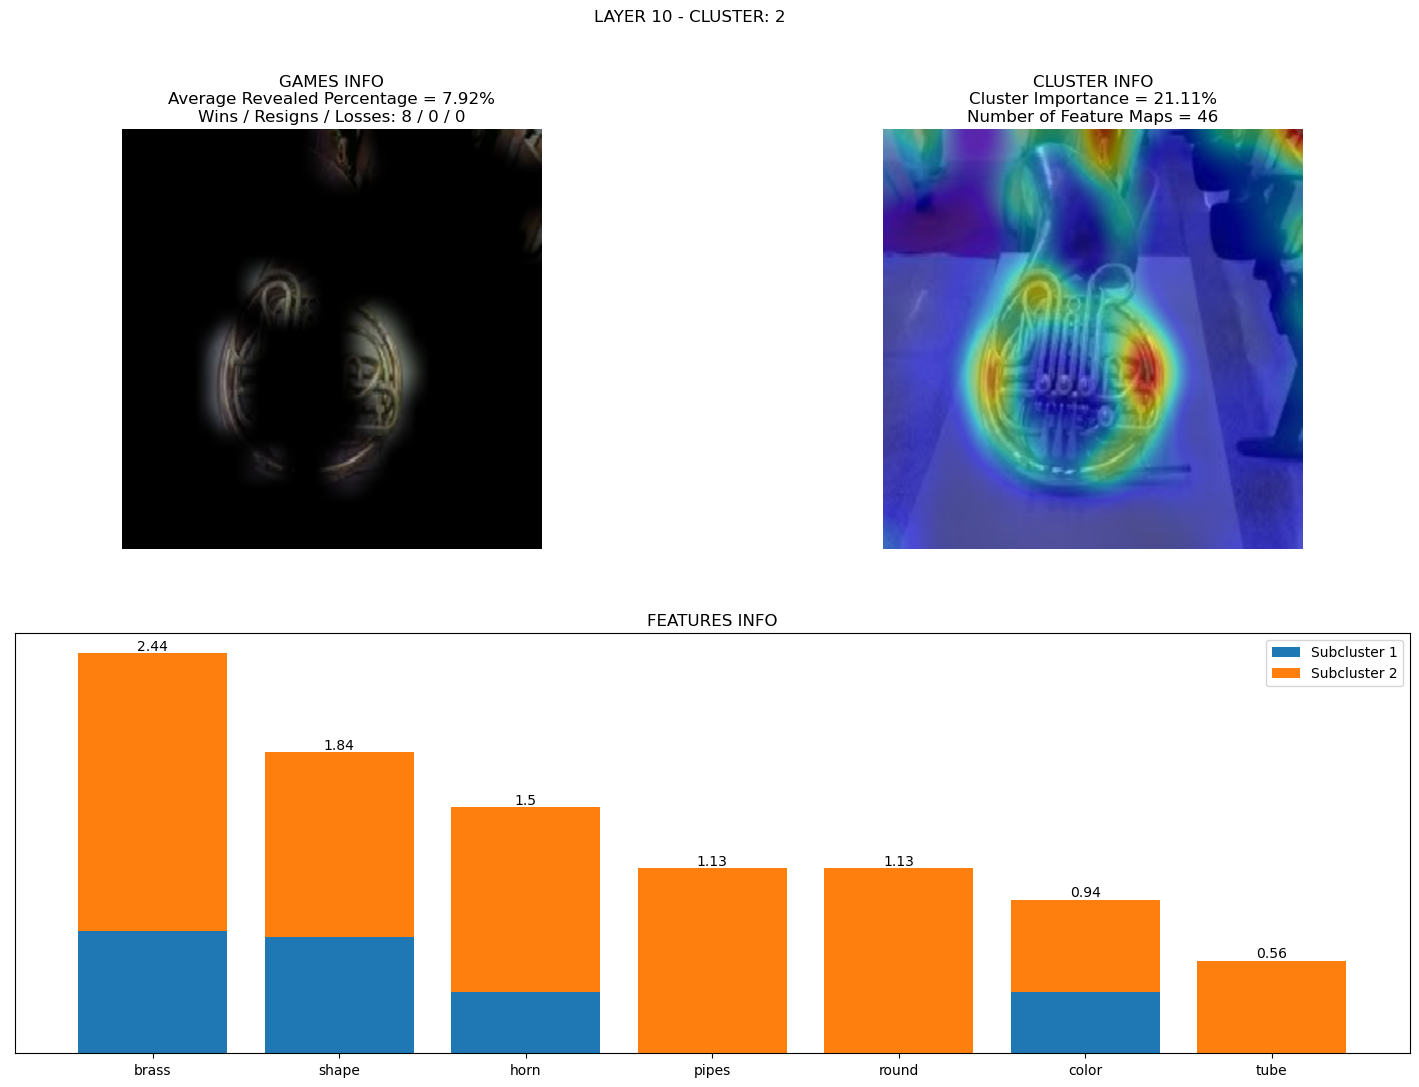 LAYER 10 - CLUSTER: 2
GAMES INFO
Average Revealed Percentage = 7.92%
Wins / Resigns / Losses: 8 / 0 / 0
CLUSTER INFO
Cluster Importance = 21.11%
Number of Feature Maps = 46
FEATURES INFO
Subcluster 1
Subcluster 2
2.44
1.84
1.5
1.13
1.13
0.94
0.56
brass
shape
horn
pipes
round
color
tube